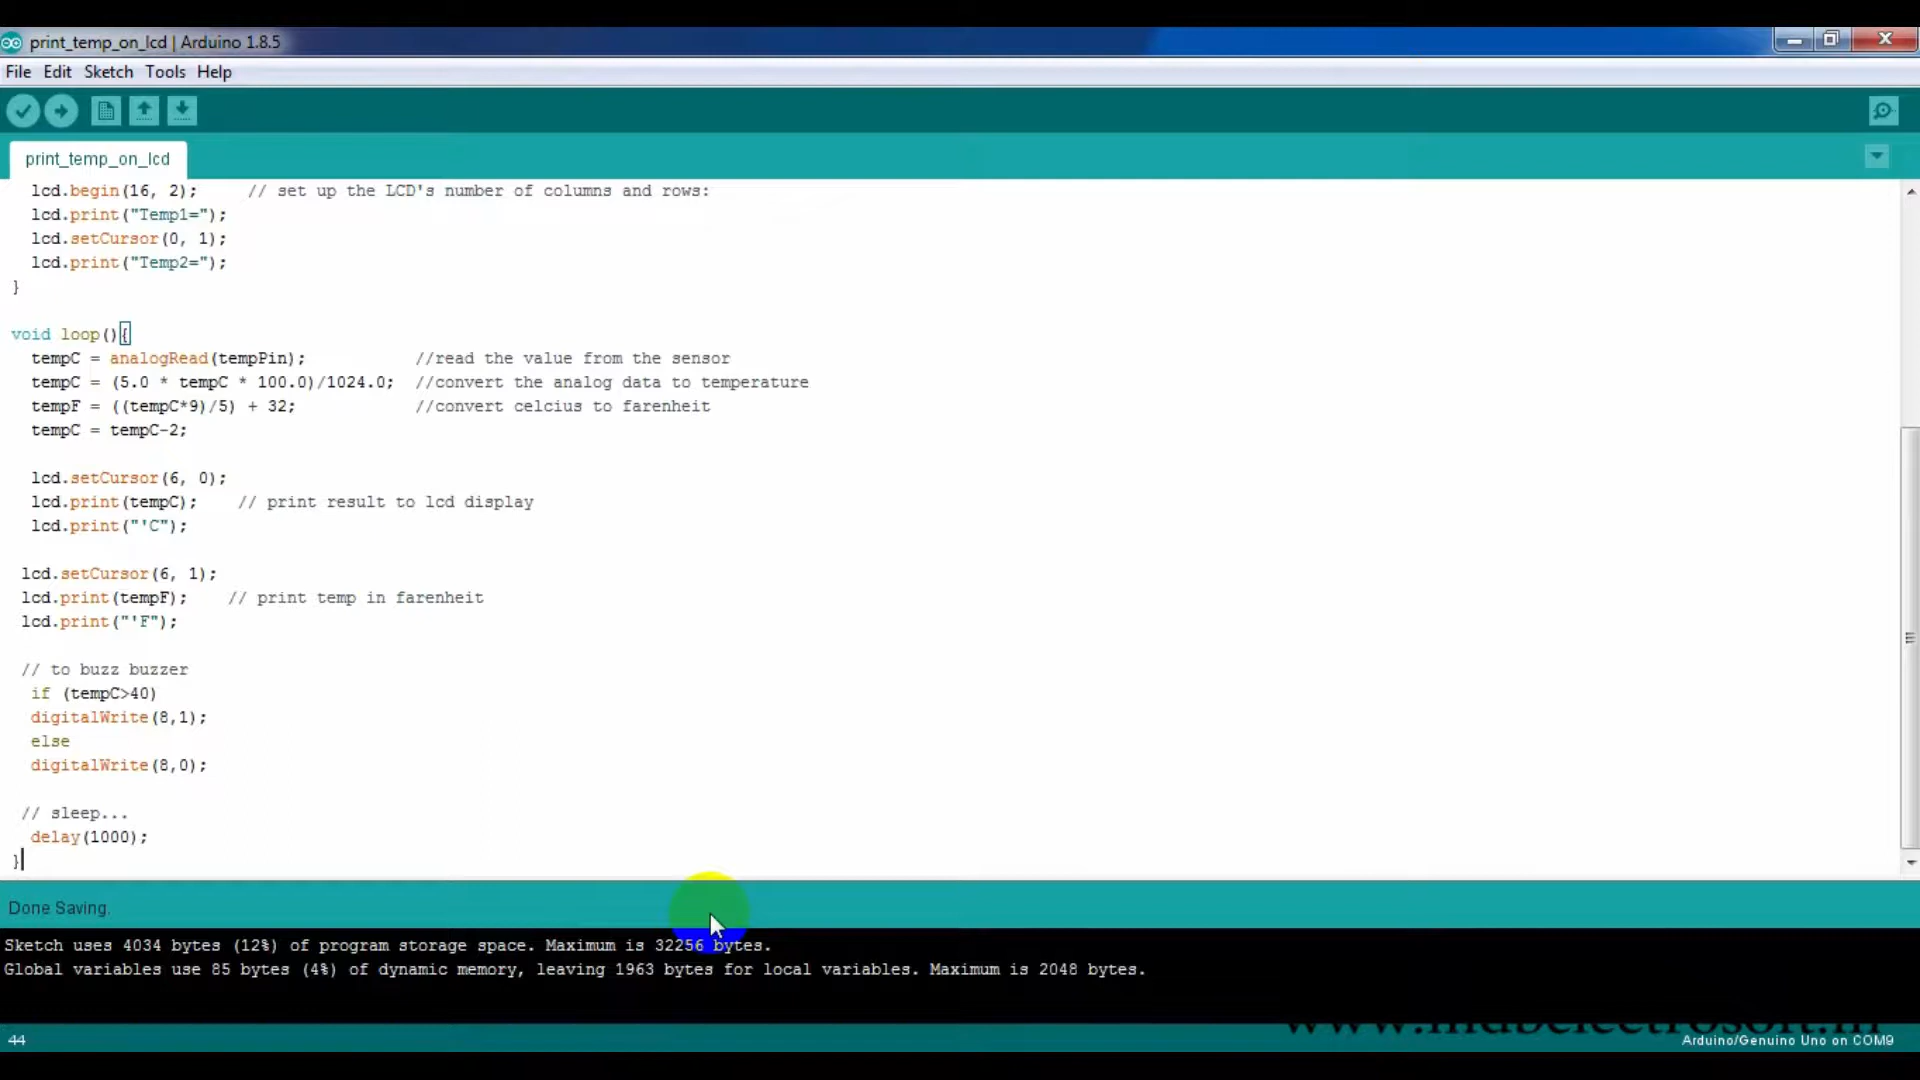 print_temp_on_lcd | Arduino 1.8.5
File Edit Sketch Tools Help
print_temp_on_lcd
lcd.begin(16, 2);     // set up the LCD's number of columns and rows:
lcd.print("Temp1=");
lcd.setCursor(0, 1);
lcd.print("Temp2=");
}
void loop(){
tempC = analogRead(tempPin);           //read the value from the sensor
tempC = (5.0 * tempC * 100.0)/1024.0;  //convert the analog data to temperature
tempF = ((tempC*9)/5) + 32;            //convert celcius to farenheit
tempC = tempC-2;
lcd.setCursor(6, 0);
lcd.print(tempC);    // print result to lcd display
lcd.print("'C");
lcd.setCursor(6, 1);
lcd.print(tempF);    // print temp in farenheit
lcd.print("'F");
// to buzz buzzer
if (tempC>40)
digitalWrite(8,1);
else
digitalWrite(8,0);
// sleep...
delay(1000);
}
Done Saving.
Sketch uses 4034 bytes (12%) of program storage space. Maximum is 32256 bytes.
Global variables use 85 bytes (4%) of dynamic memory, leaving 1963 bytes for local variables. Maximum is 2048 bytes.
44
Arduino/Genuino Uno on COM9